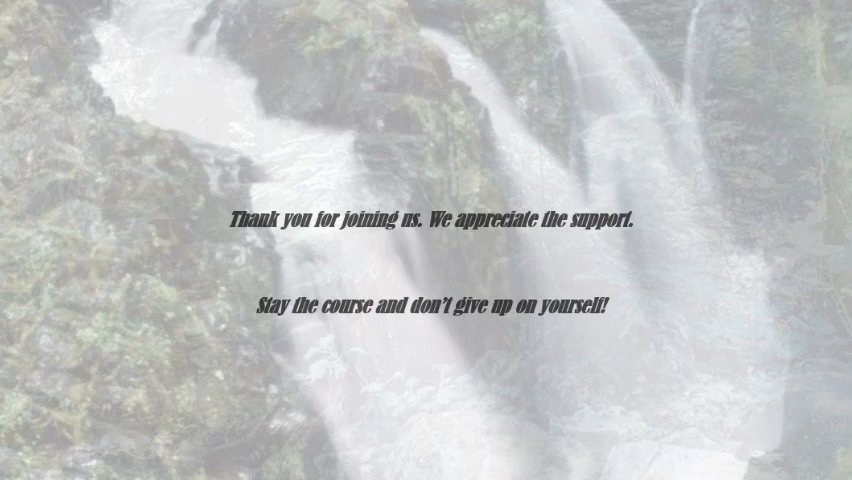 Thank you for joining us. We appreciate the support.
Stay the course and don't give up on yourself!